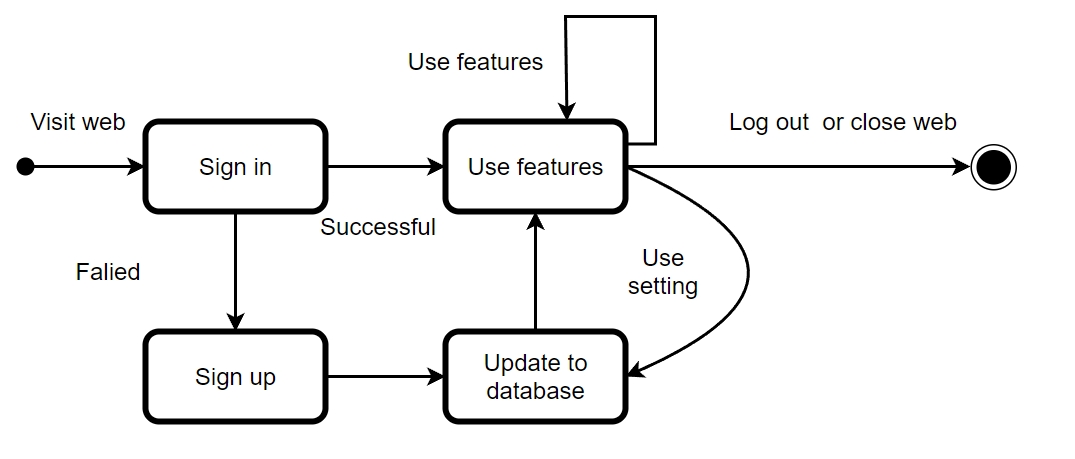 Use features
Visit web
Log out  or close web
Sign in
Use features
Successful
Falied
Use
setting
Sign up
Update to
database